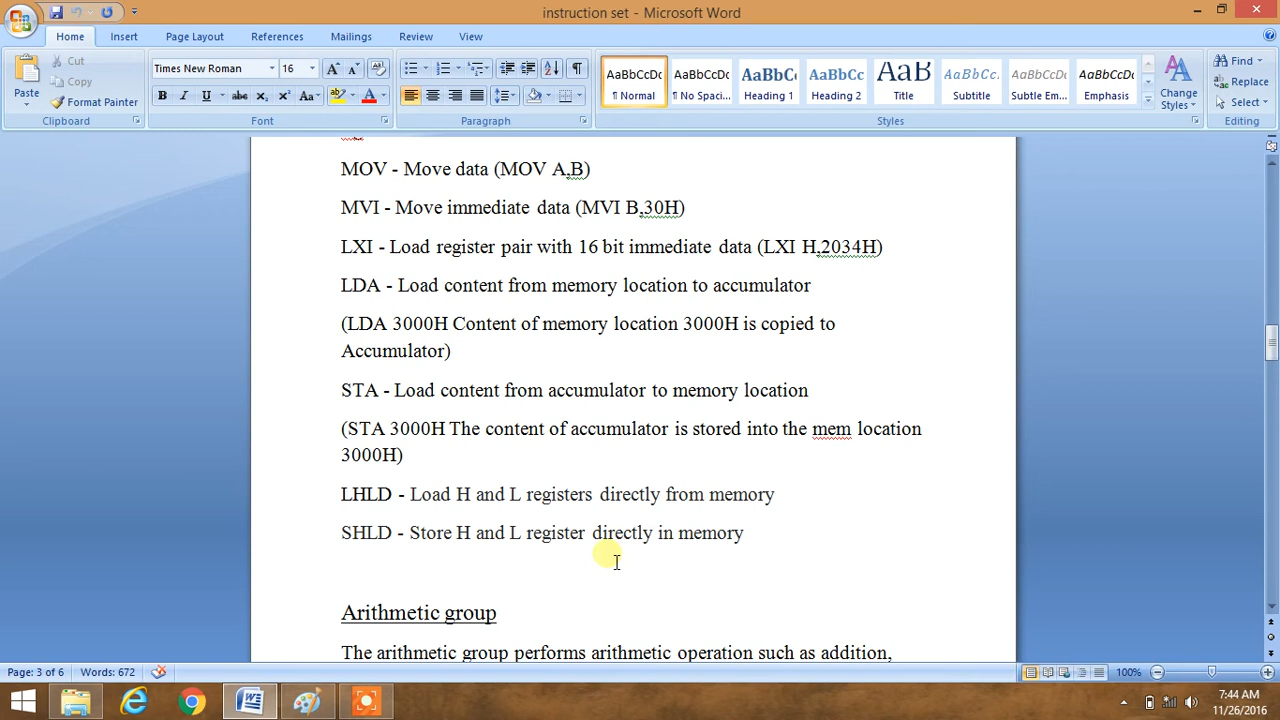 instruction set - Microsoft Word
Home Insert Page Layout References Mailings Review View
Paste Cut Copy Format Painter
Times New Roman 16
AaBbCcDc AaBbCcDc AaBbC AaBbCc AaB AaBbCc. AaBbCcDc AaBbCcDc
¶ Normal ¶ No Spaci... Heading 1 Heading 2 Title Subtitle Subtle Em... Emphasis
Change Styles
Find Replace Select
Clipboard Font Paragraph Styles Editing
MOV - Move data (MOV A,B)
MVI - Move immediate data (MVI B,30H)
LXI - Load register pair with 16 bit immediate data (LXI H,2034H)
LDA - Load content from memory location to accumulator
(LDA 3000H Content of memory location 3000H is copied to
Accumulator)
STA - Load content from accumulator to memory location
(STA 3000H The content of accumulator is stored into the mem location
3000H)
LHLD - Load H and L registers directly from memory
SHLD - Store H and L register directly in memory
Arithmetic group
The arithmetic group performs arithmetic operation such as addition,
Page: 3 of 6 Words: 672 100%
7:44 AM
11/26/2016